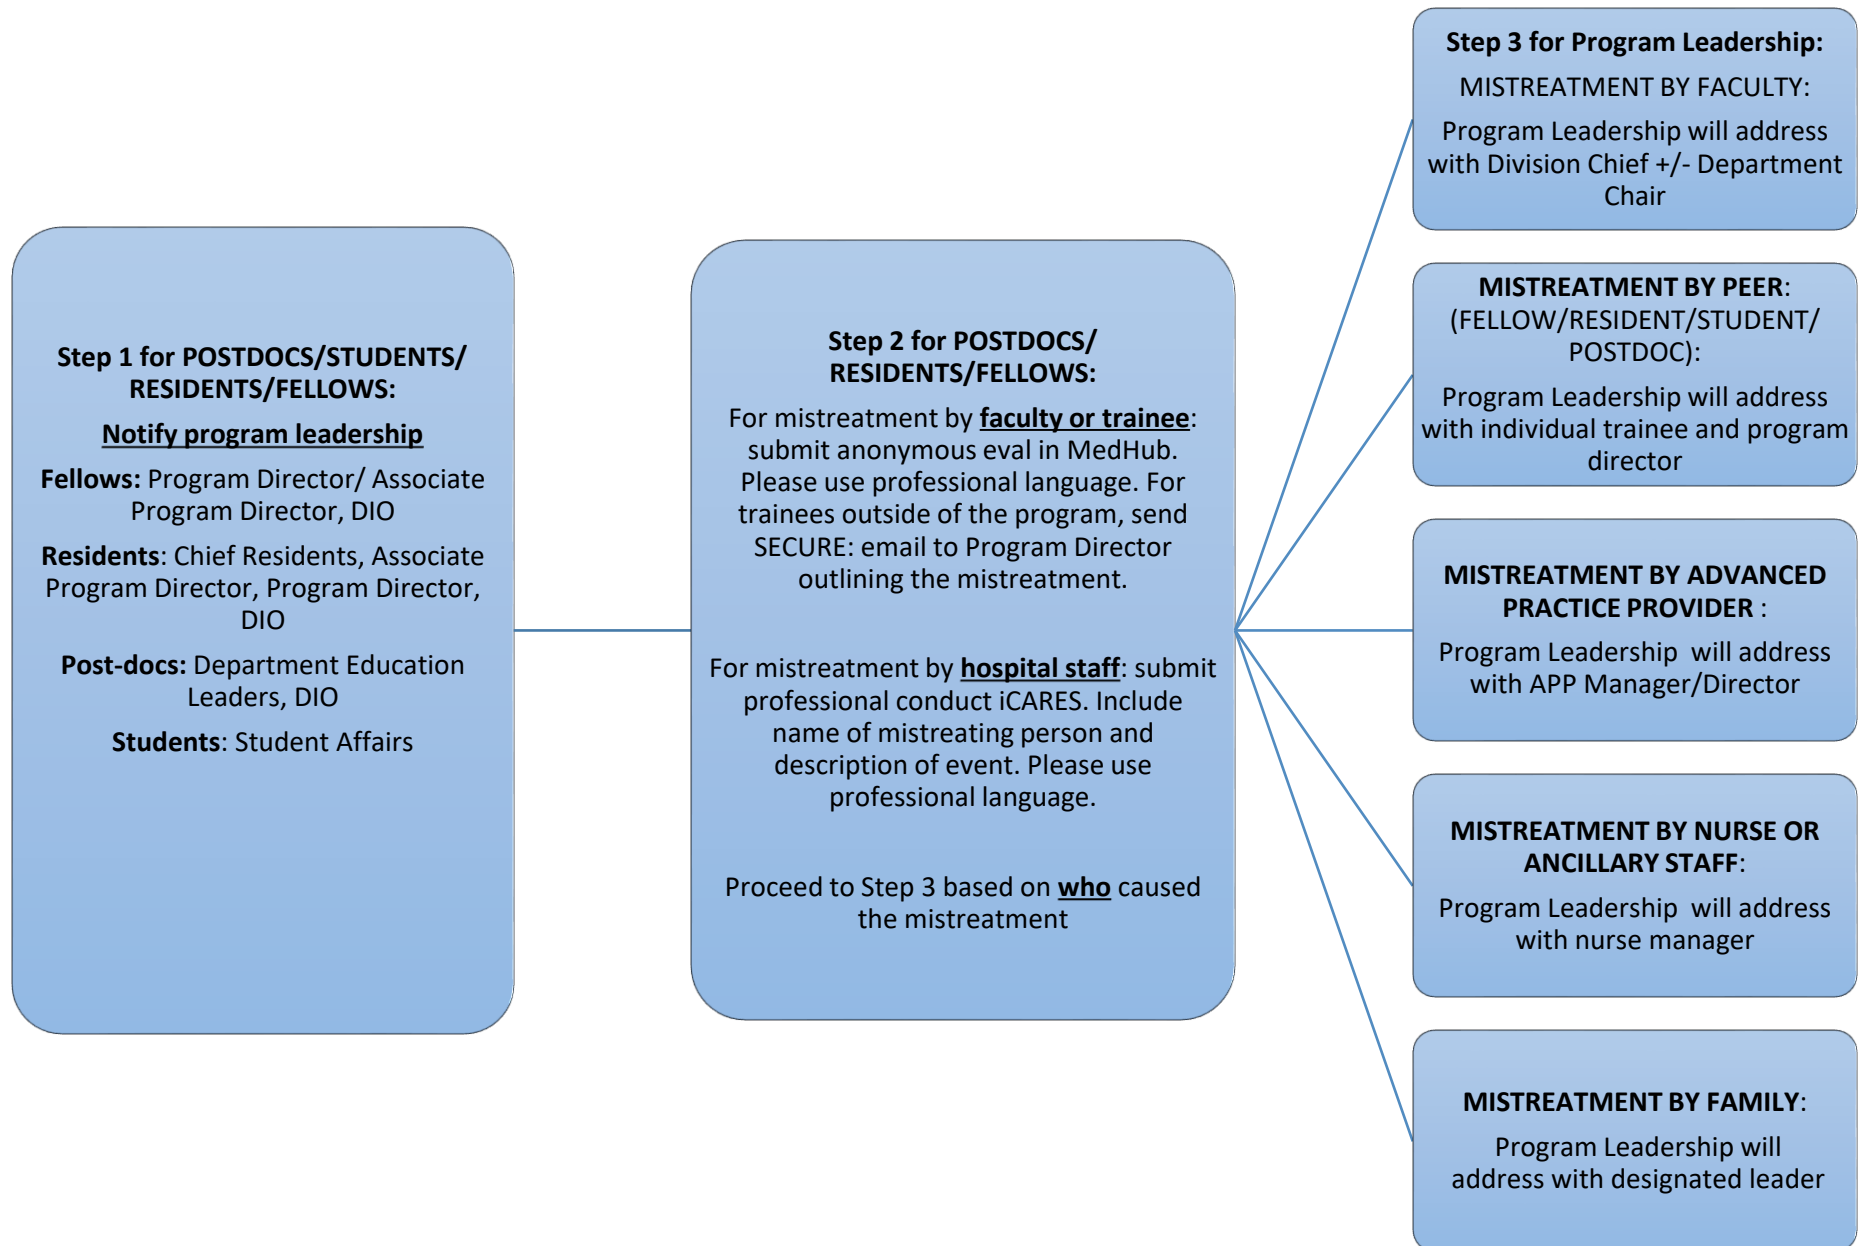 Step 1 for POSTDOCS/STUDENTS/
RESIDENTS/FELLOWS:
Notify program leadership
Fellows: Program Director/ Associate
Program Director, DIO
Residents: Chief Residents, Associate
Program Director, Program Director,
DIO
Post-docs: Department Education
Leaders, DIO
Students: Student Affairs
Step 2 for POSTDOCS/
RESIDENTS/FELLOWS:
For mistreatment by faculty or trainee:
submit anonymous eval in MedHub.
Please use professional language. For
trainees outside of the program, send
SECURE: email to Program Director
outlining the mistreatment.
For mistreatment by hospital staff: submit
professional conduct iCARES. Include
name of mistreating person and
description of event. Please use
professional language.
Proceed to Step 3 based on who caused
the mistreatment
Step 3 for Program Leadership:
MISTREATMENT BY FACULTY:
Program Leadership will address
with Division Chief +/- Department
Chair
MISTREATMENT BY PEER:
(FELLOW/RESIDENT/STUDENT/
POSTDOC):
Program Leadership will address
with individual trainee and program
director
MISTREATMENT BY ADVANCED
PRACTICE PROVIDER :
Program Leadership  will address
with APP Manager/Director
MISTREATMENT BY NURSE OR
ANCILLARY STAFF:
Program Leadership  will address
with nurse manager
MISTREATMENT BY FAMILY:
Program Leadership will
address with designated leader